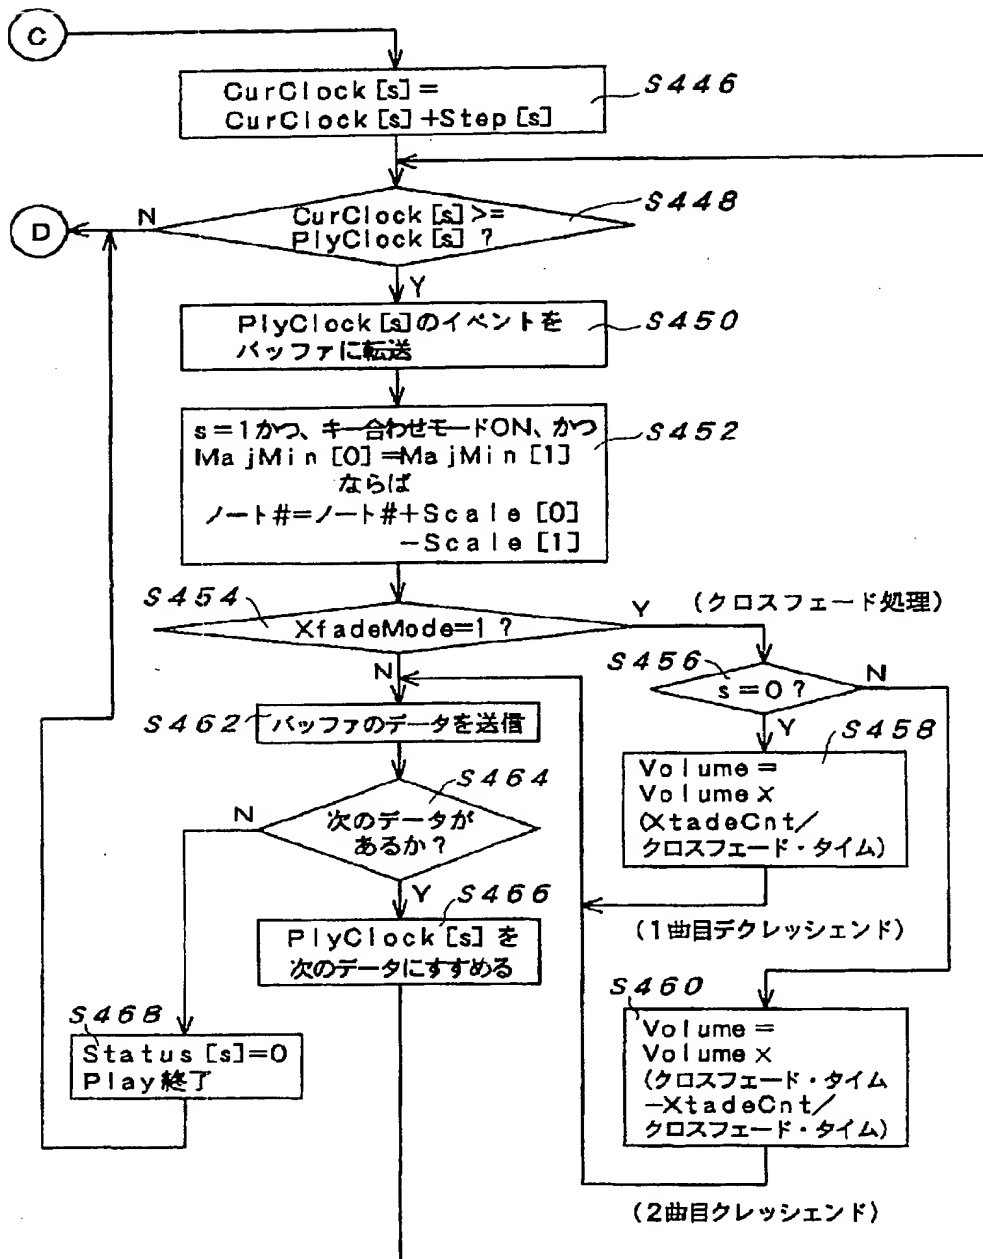 C
CurClock[s]=
CurClock[s]+Step[s]
S446
D
N
CurClock[s]>=
PlyClock[s]?
S448
Y
PlyClock[s]のイベントを
バッファに転送
S450
s=1かつ、キー合わせモードON、かつ
MajMin[0]=MajMin[1]
ならば
ノート#=ノート#+Scale[0]
-Scale[1]
S452
S454
XfadeMode=1?
Y
(クロスフェード処理)
N
S456
s=0?
N
Y
S462
バッファのデータを送信
S458
Volume=
Volume×
(XtadeCnt/
クロスフェード・タイム)
(1曲目デクレッシェンド)
S464
N
次のデータが
あるか?
Y
S466
PlyClock[s]を
次のデータにすすめる
S468
Status[s]=0
Play終了
S460
Volume=
Volume×
(クロスフェード・タイム
-XtadeCnt/
クロスフェード・タイム)
(2曲目クレッシェンド)